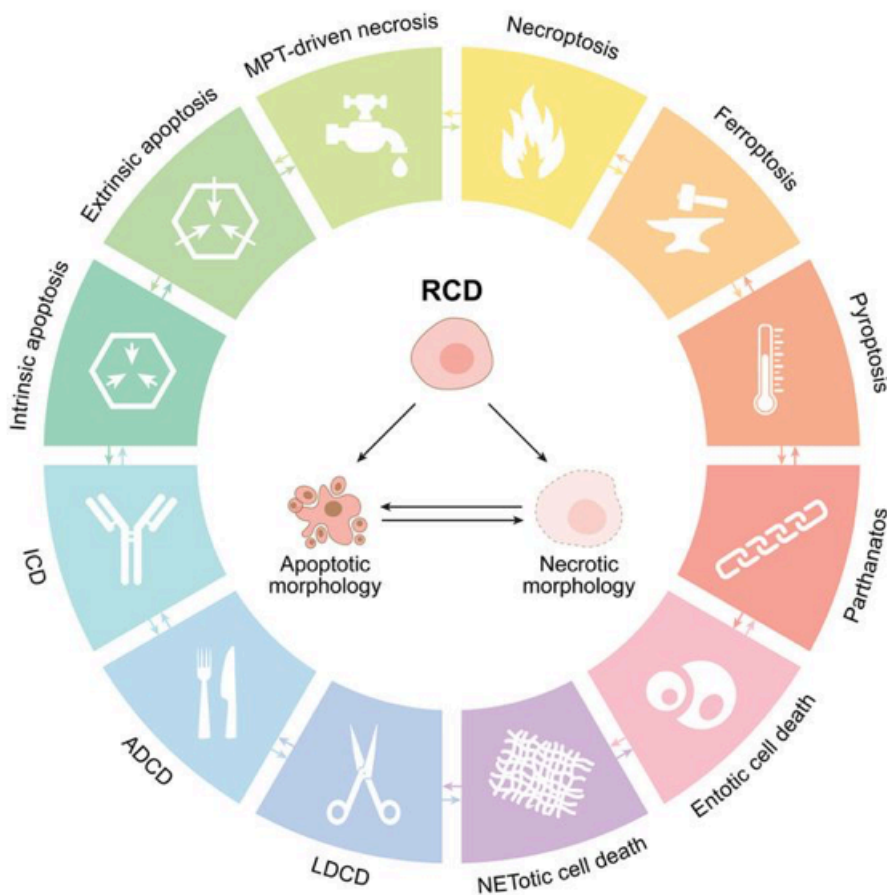 MPT-driven necrosis
Necroptosis
Ferroptosis
Pyroptosis
Parthanatos
Entotic cell death
NETotic cell death
LDCD
ADCD
ICD
Intrinsic apoptosis
Extrinsic apoptosis
RCD
Apoptotic
morphology
Necrotic
morphology